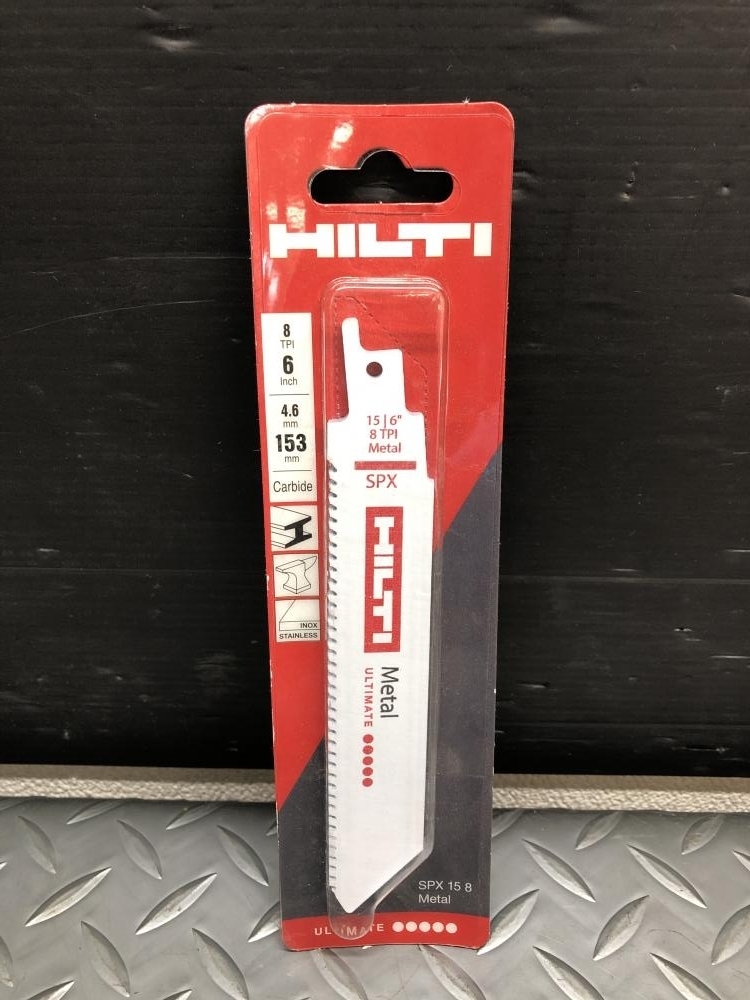 HILTI
8
TPI
6
Inch
4.6
mm
153
mm
Carbide
INOX
STAINLESS
15 | 6"
8 TPI
Metal
SPX
HILTI
Metal
ULTIMATE
SPX 15 8
Metal
ULTIMATE